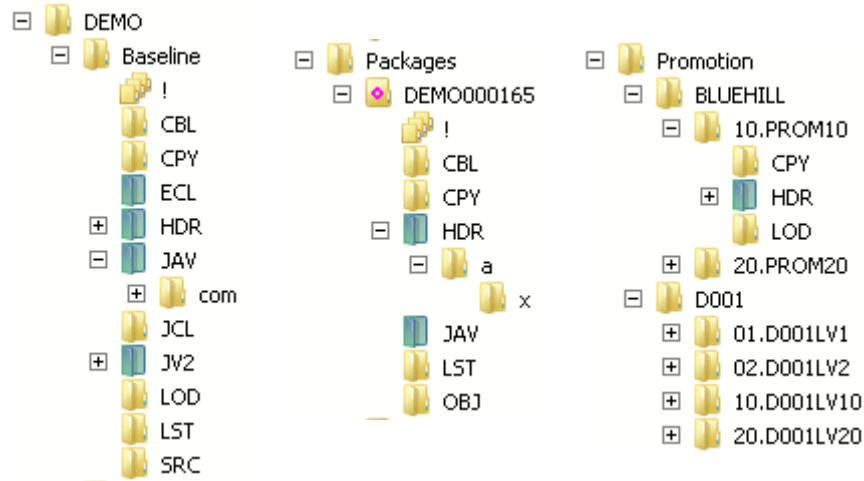 DEMO
Baseline
!
CBL
CPY
ECL
HDR
JAV
com
JCL
JV2
LOD
LST
SRC
Packages
DEMO000165
!
CBL
CPY
HDR
a
x
JAV
LST
OBJ
Promotion
BLUEHILL
10.PROM10
CPY
HDR
LOD
20.PROM20
D001
01.D001LV1
02.D001LV2
10.D001LV10
20.D001LV20